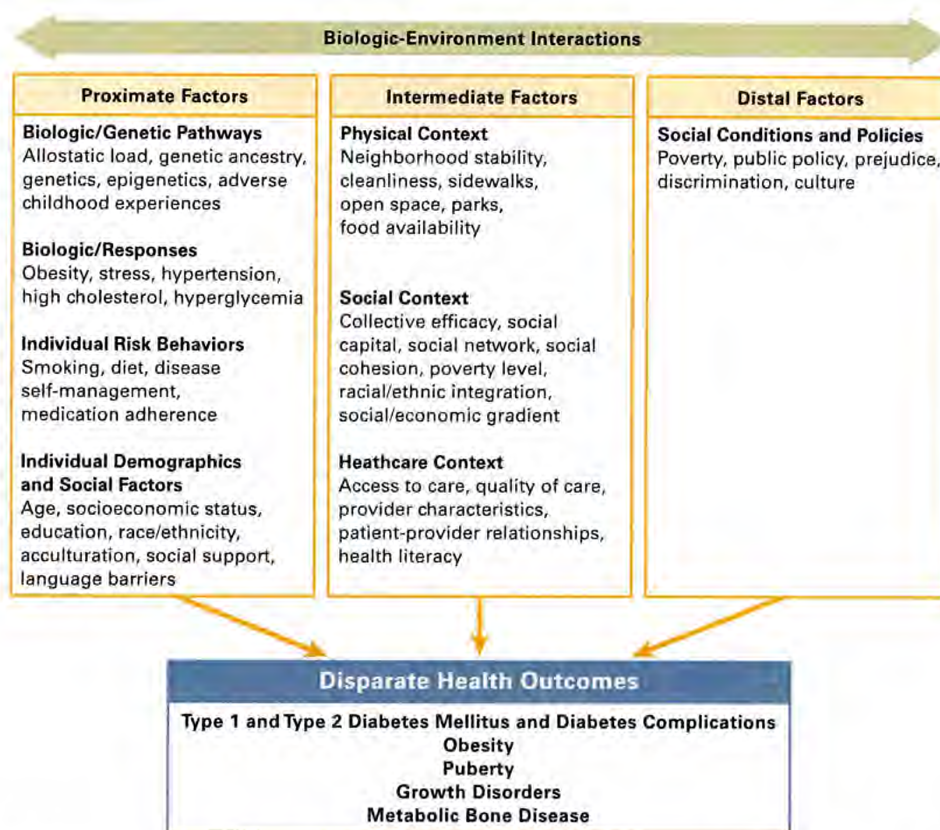 Biologic-Environment Interactions
Proximate Factors
Biologic/Genetic Pathways
Allostatic load, genetic ancestry,
genetics, epigenetics, adverse
childhood experiences
Biologic/Responses
Obesity, stress, hypertension,
high cholesterol, hyperglycemia
Individual Risk Behaviors
Smoking, diet, disease
self-management,
medication adherence
Individual Demographics
and Social Factors
Age, socioeconomic status,
education, race/ethnicity,
acculturation, social support,
language barriers
Intermediate Factors
Physical Context
Neighborhood stability,
cleanliness, sidewalks,
open space, parks,
food availability
Social Context
Collective efficacy, social
capital, social network, social
cohesion, poverty level,
racial/ethnic integration,
social/economic gradient
Heathcare Context
Access to care, quality of care,
provider characteristics,
patient-provider relationships,
health literacy
Distal Factors
Social Conditions and Policies
Poverty, public policy, prejudice,
discrimination, culture
Disparate Health Outcomes
Type 1 and Type 2 Diabetes Mellitus and Diabetes Complications
Obesity
Puberty
Growth Disorders
Metabolic Bone Disease